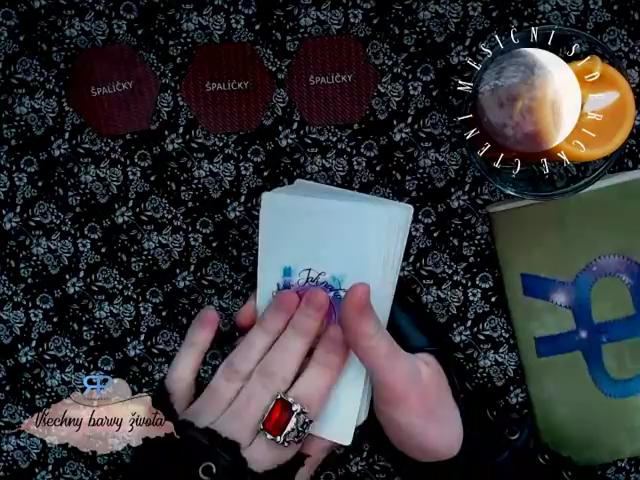 ŠPALÍČKY
ŠPALÍČKY
ŠPALÍČKY
MĚSÍČNÍ SIDERICKÉ ČTENÍ
Všechny barvy života